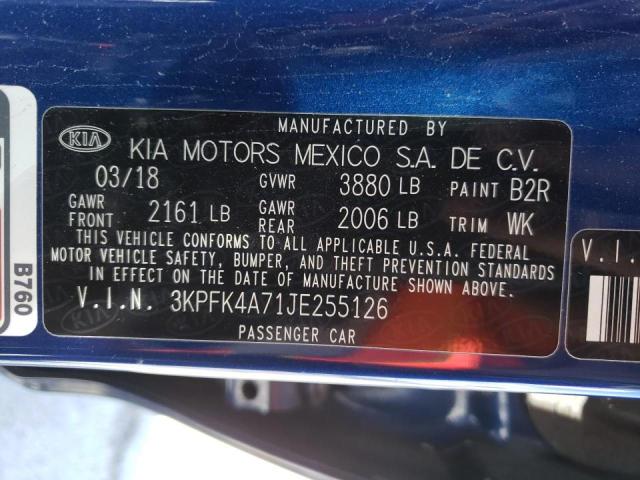 MANUFACTURED BY
KIA KIA MOTORS MEXICO S.A. DE C.V.
03/18 GVWR 3880 LB PAINT B2R
GAWR FRONT 2161 LB GAWR REAR 2006 LB TRIM WK
THIS VEHICLE CONFORMS TO ALL APPLICABLE U.S.A. FEDERAL
MOTOR VEHICLE SAFETY, BUMPER, AND THEFT PREVENTION STANDARDS
IN EFFECT ON THE DATE OF MANUFACTURE SHOWN ABOVE
V.I.N. 3KPFK4A71JE255126
PASSENGER CAR
B760
V.I.